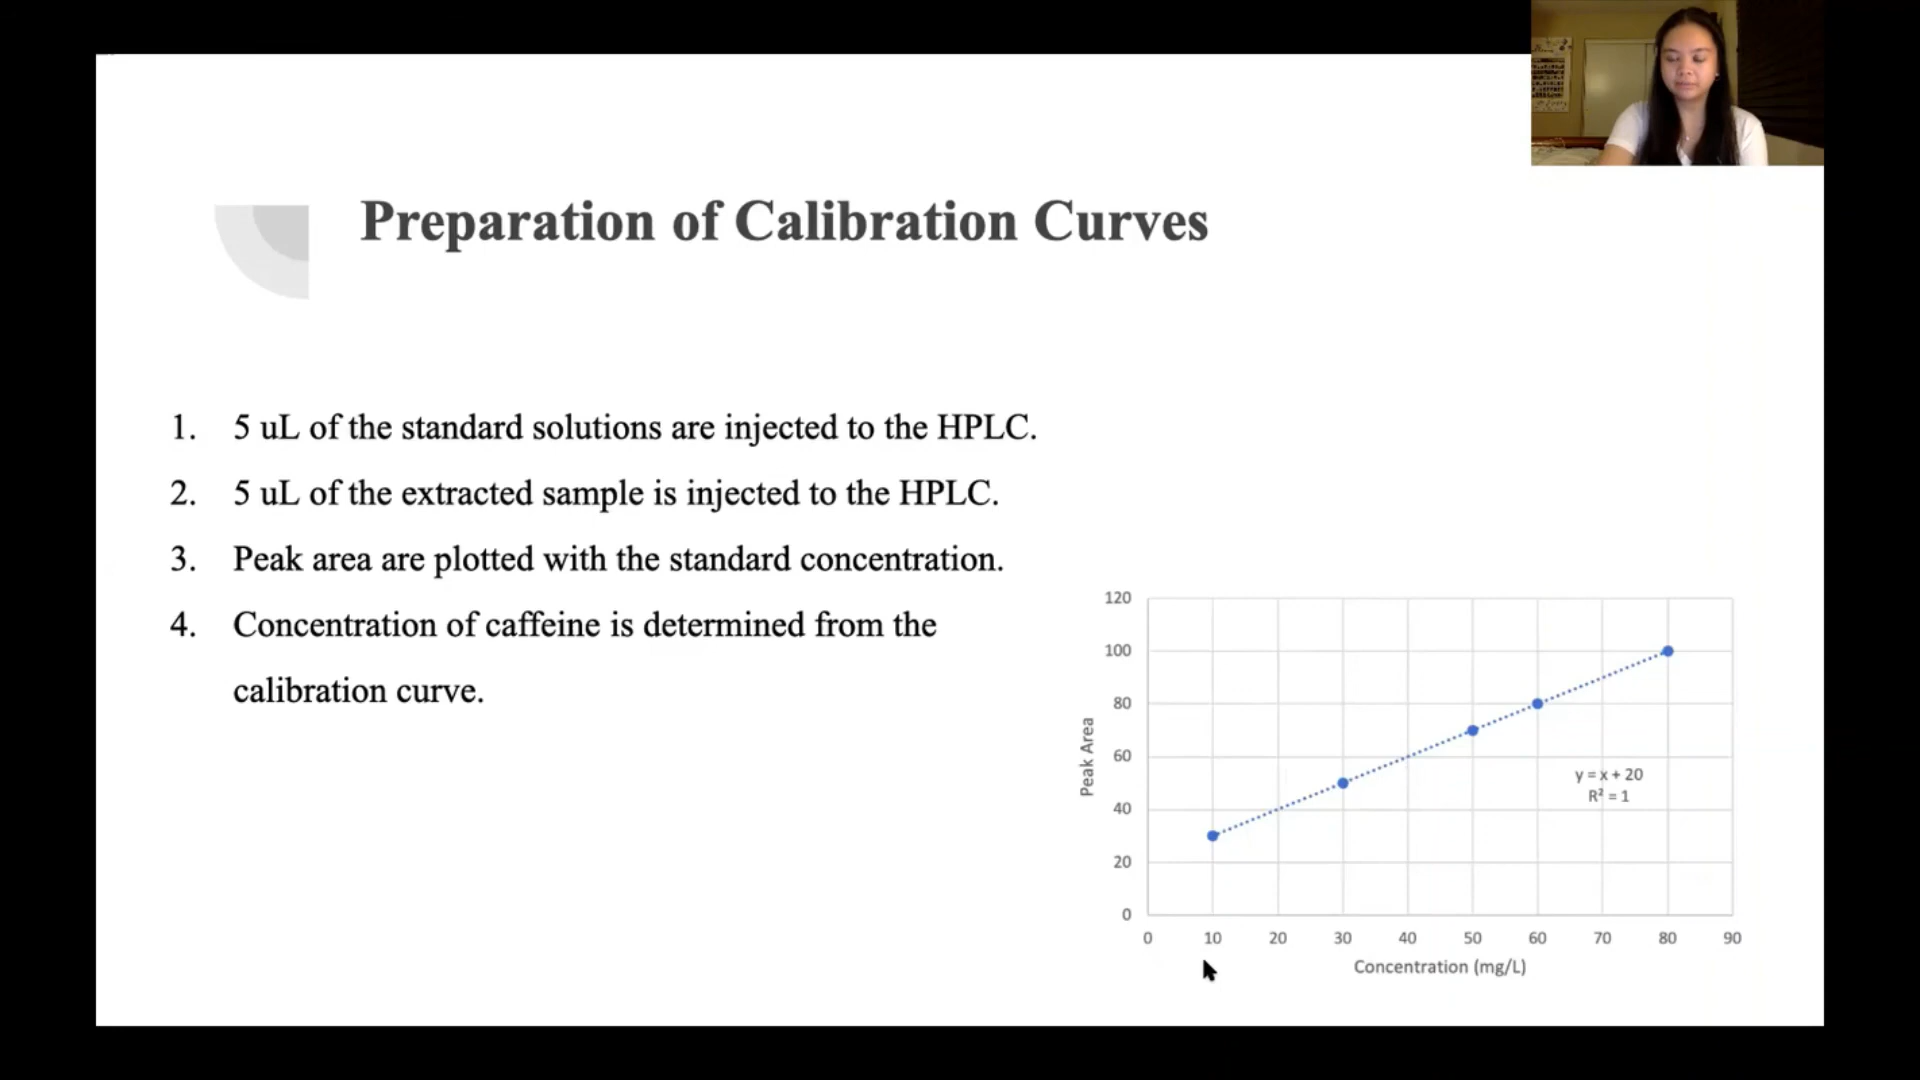 Preparation of Calibration Curves
1. 5 uL of the standard solutions are injected to the HPLC.
2. 5 uL of the extracted sample is injected to the HPLC.
3. Peak area are plotted with the standard concentration.
4. Concentration of caffeine is determined from the
calibration curve.
120
100
80
60
40
20
0
Peak Area
y = x + 20
R² = 1
0 10 20 30 40 50 60 70 80 90
Concentration (mg/L)